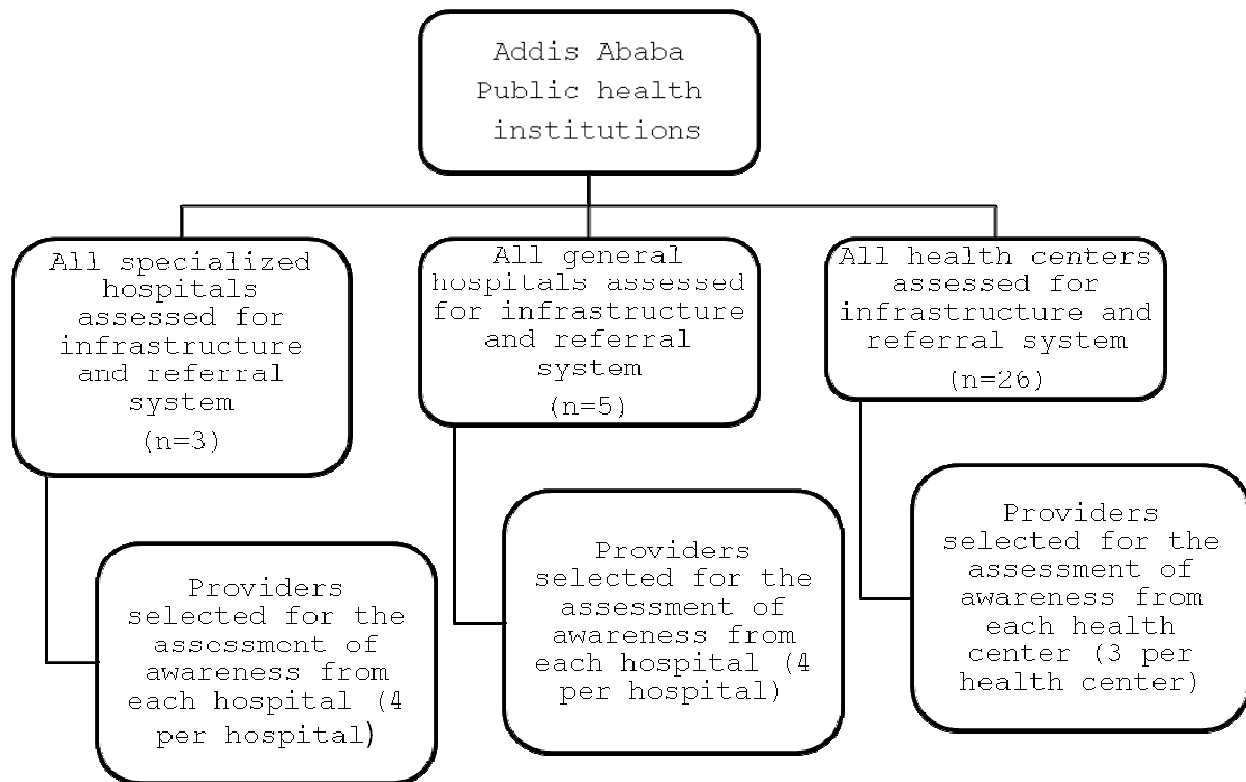 Addis Ababa
Public health
institutions
All specialized
hospitals
assessed for
infrastructure
and referral
system
(n=3)
All general
hospitals assessed
for infrastructure
and referral
system
(n=5)
All health centers
assessed for
infrastructure and
referral system
(n=26)
Providers
selected for the
assessment of
awareness from
each hospital (4
per hospital)
Providers
selected for the
assessment of
awareness from
each hospital (4
per hospital)
Providers
selected for the
assessment of
awareness from
each health
center (3 per
health center)